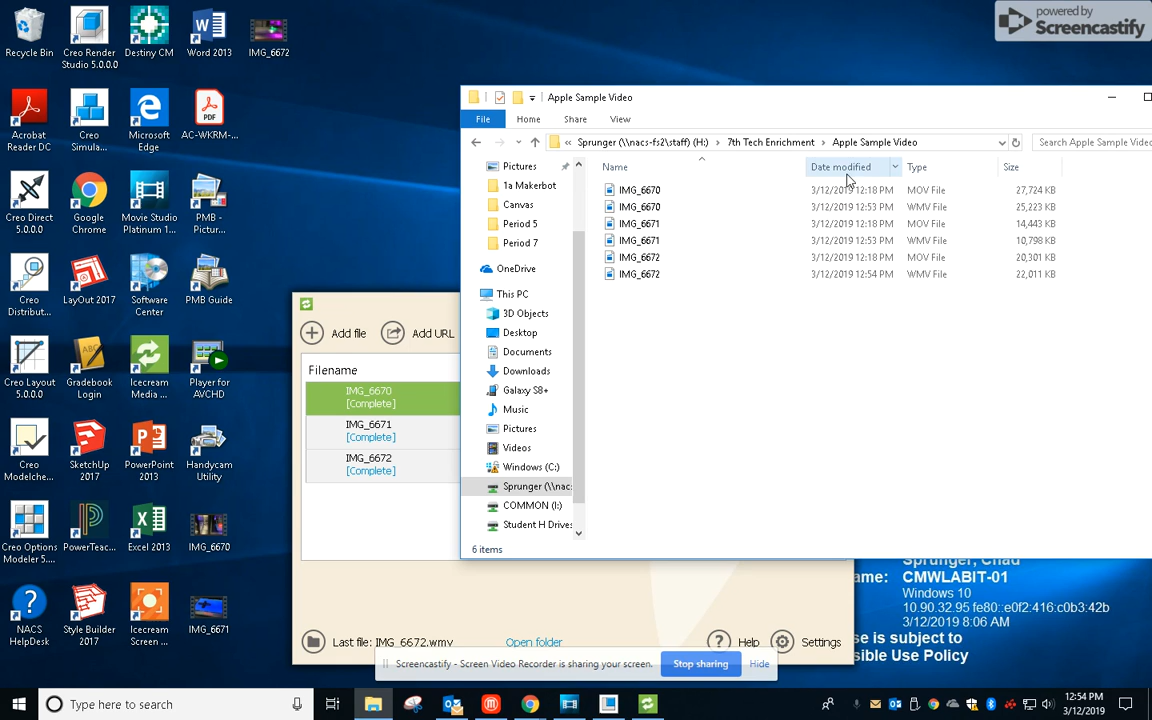 powered by
Screencastify
Recycle Bin
Creo Render
Studio 5.0.0.0
Destiny CM
Word 2013
IMG_6672
Acrobat
Reader DC
Creo
Simula...
Microsoft
Edge
AC-WKRM-...
PDF
Creo Direct
5.0.0.0
Google
Chrome
Movie Studio
Platinum 1...
PMB -
Pictur...
Creo
Distribut...
LayOut 2017
Software
Center
PMB Guide
Creo Layout
5.0.0.0
Gradebook
Login
Icecream
Media ...
Player for
AVCHD
Creo
Modelche...
SketchUp
2017
PowerPoint
2013
Handycam
Utility
Creo Options
Modeler 5....
PowerTeac...
Excel 2013
IMG_6670
NACS
HelpDesk
Style Builder
2017
Icecream
Screen ...
IMG_6671
Apple Sample Video
File Home Share View
« Sprunger (\\nacs-fs2\staff) (H:) › 7th Tech Enrichment › Apple Sample Video
Search Apple Sample Videc
Pictures
1a Makerbot
Canvas
Period 5
Period 7
OneDrive
This PC
3D Objects
Desktop
Documents
Downloads
Galaxy S8+
Music
Pictures
Videos
Windows (C:)
Sprunger (\\nac:
COMMON (I:)
Student H Drive:
Name Date modified Type Size
IMG_6670 3/12/2019 12:18 PM MOV File 27,724 KB
IMG_6670 3/12/2019 12:53 PM WMV File 25,223 KB
IMG_6671 3/12/2019 12:18 PM MOV File 14,443 KB
IMG_6671 3/12/2019 12:53 PM WMV File 10,798 KB
IMG_6672 3/12/2019 12:18 PM MOV File 20,301 KB
IMG_6672 3/12/2019 12:54 PM WMV File 22,011 KB
6 items
Add file Add URL
Filename
IMG_6670
[Complete]
IMG_6671
[Complete]
IMG_6672
[Complete]
Last file: IMG_6672.wmv Open folder Help Settings
Sprunger, Chad
ame: CMWLABIT-01
Windows 10
10.90.32.95 fe80::e0f2:416:c0b3:42b
3/12/2019 8:06 AM
se is subject to
sible Use Policy
Screencastify - Screen Video Recorder is sharing your screen. Stop sharing Hide
Type here to search
12:54 PM
3/12/2019